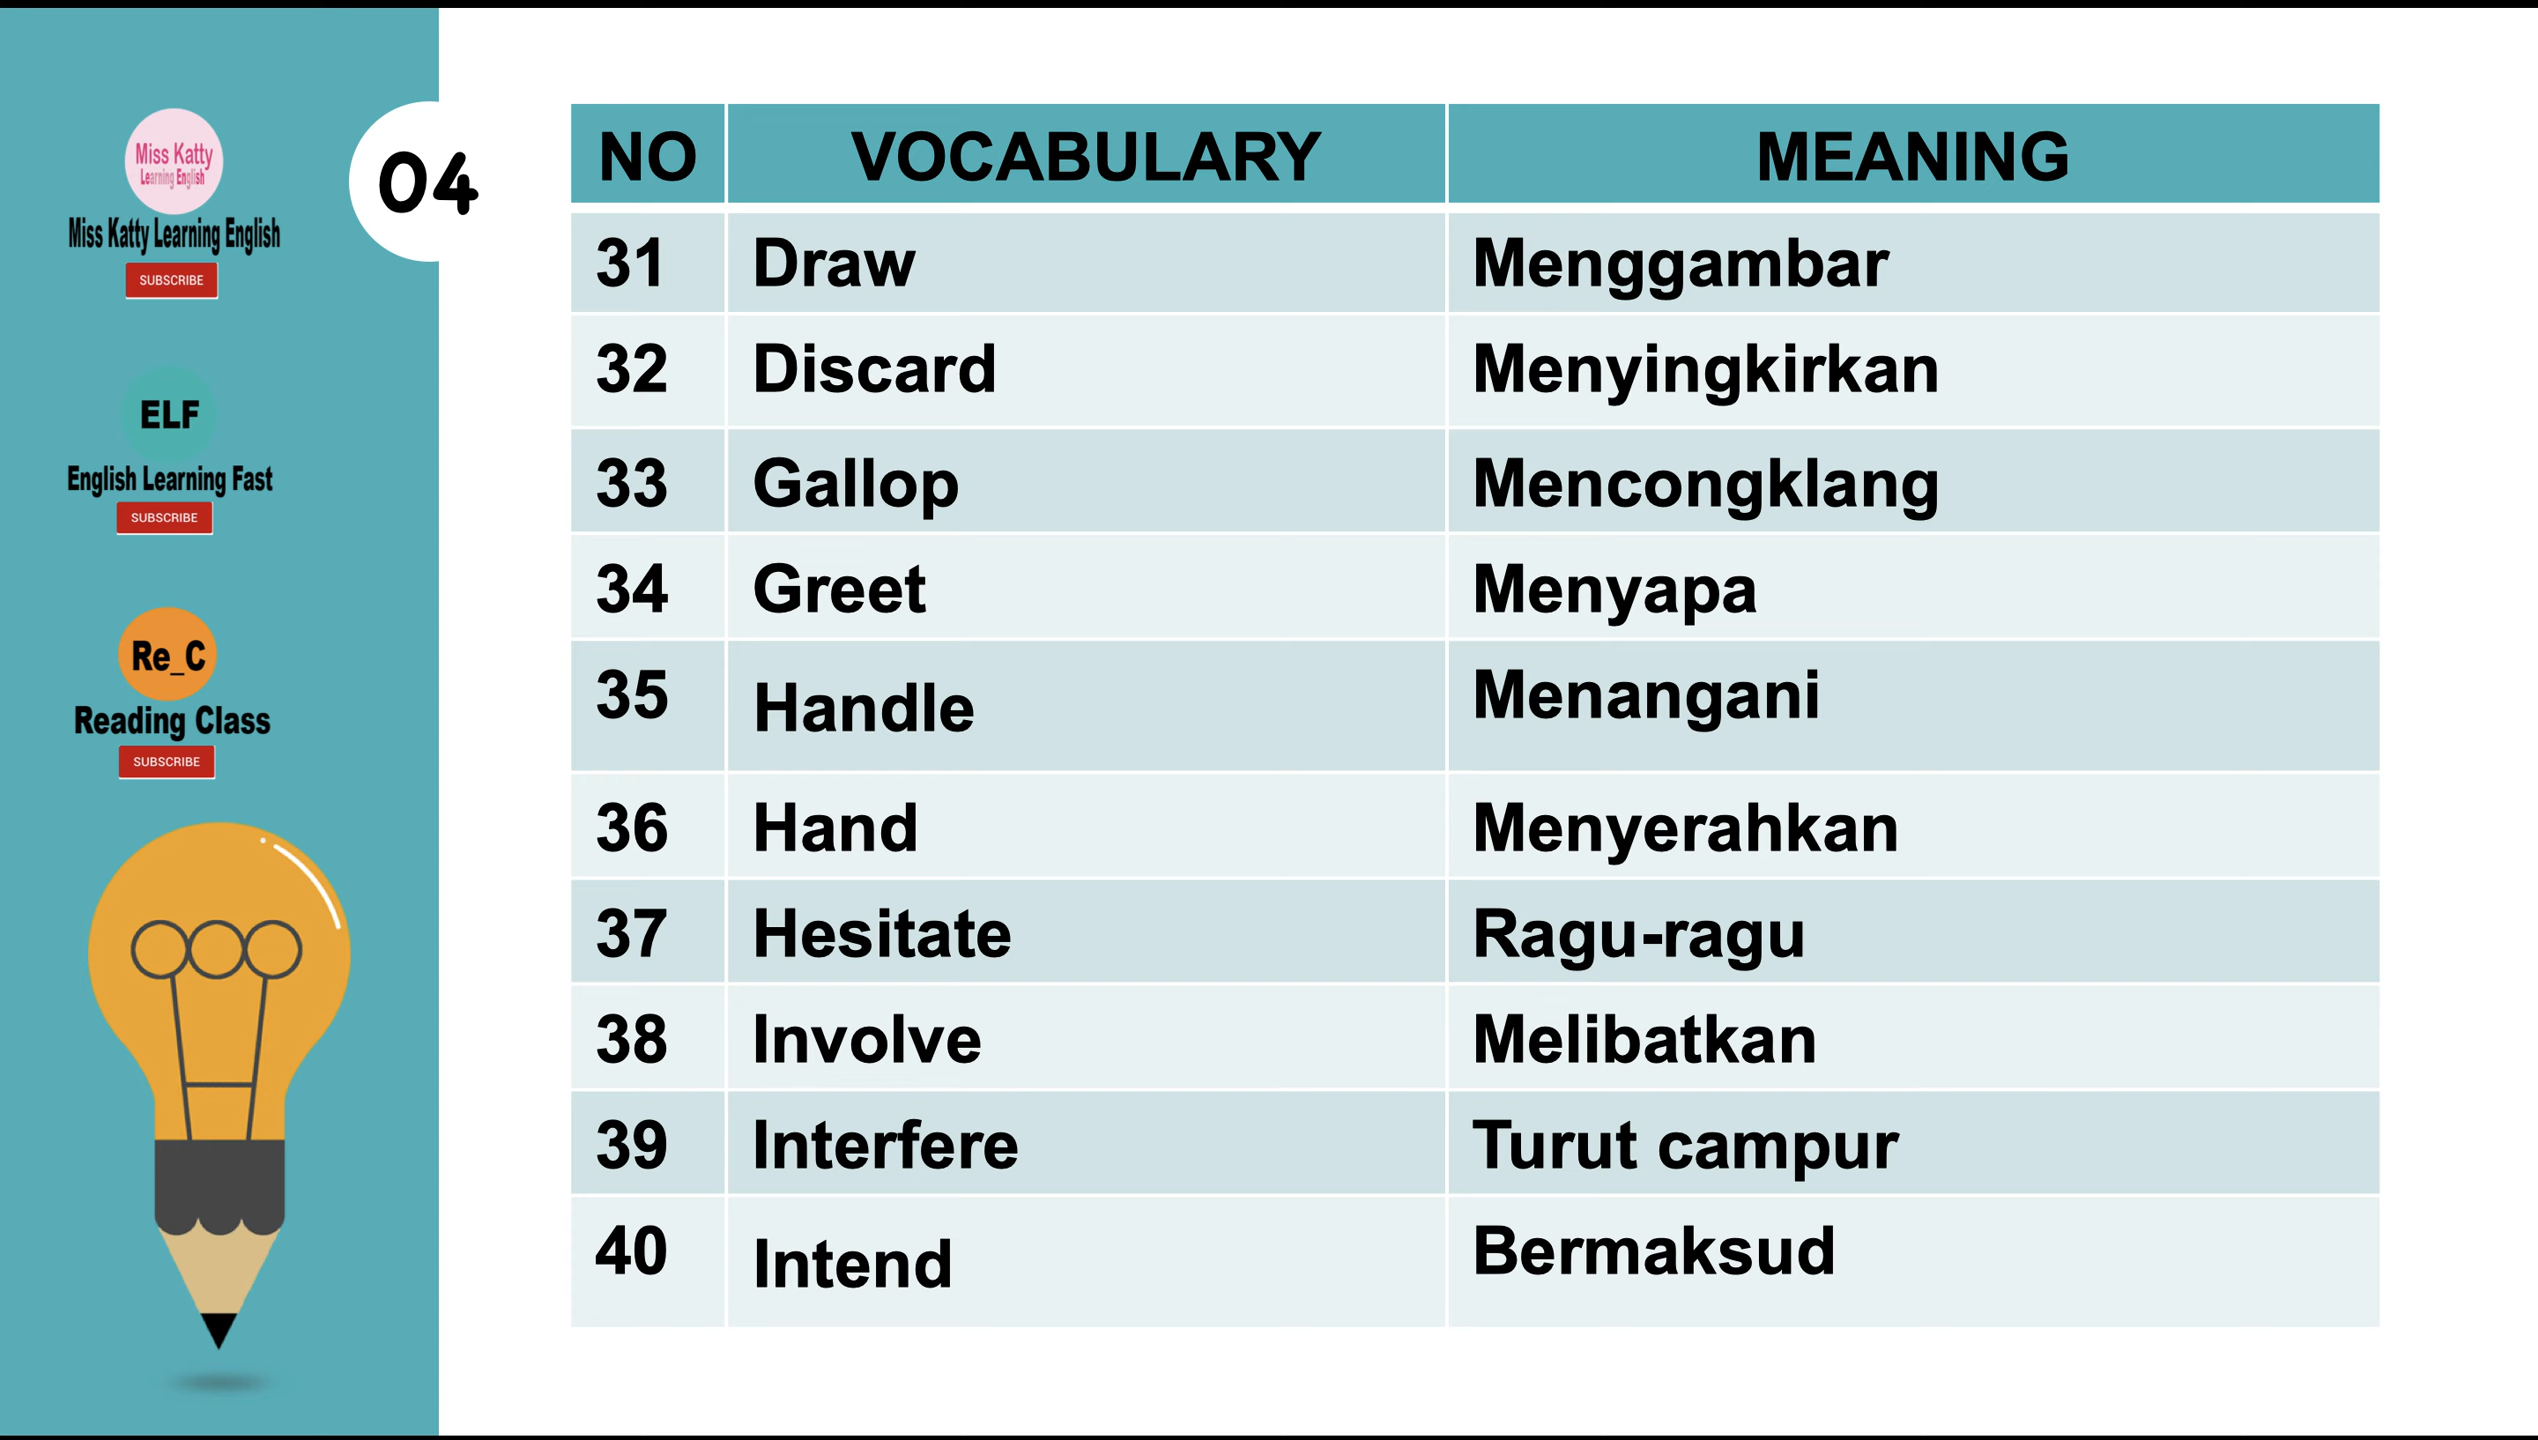 Miss Katty
Learning English
Miss Katty Learning English
SUBSCRIBE
ELF
English Learning Fast
SUBSCRIBE
Re_C
Reading Class
SUBSCRIBE
04
NO VOCABULARY MEANING
31 Draw Menggambar
32 Discard Menyingkirkan
33 Gallop Mencongklang
34 Greet Menyapa
35 Handle Menangani
36 Hand Menyerahkan
37 Hesitate Ragu-ragu
38 Involve Melibatkan
39 Interfere Turut campur
40 Intend Bermaksud